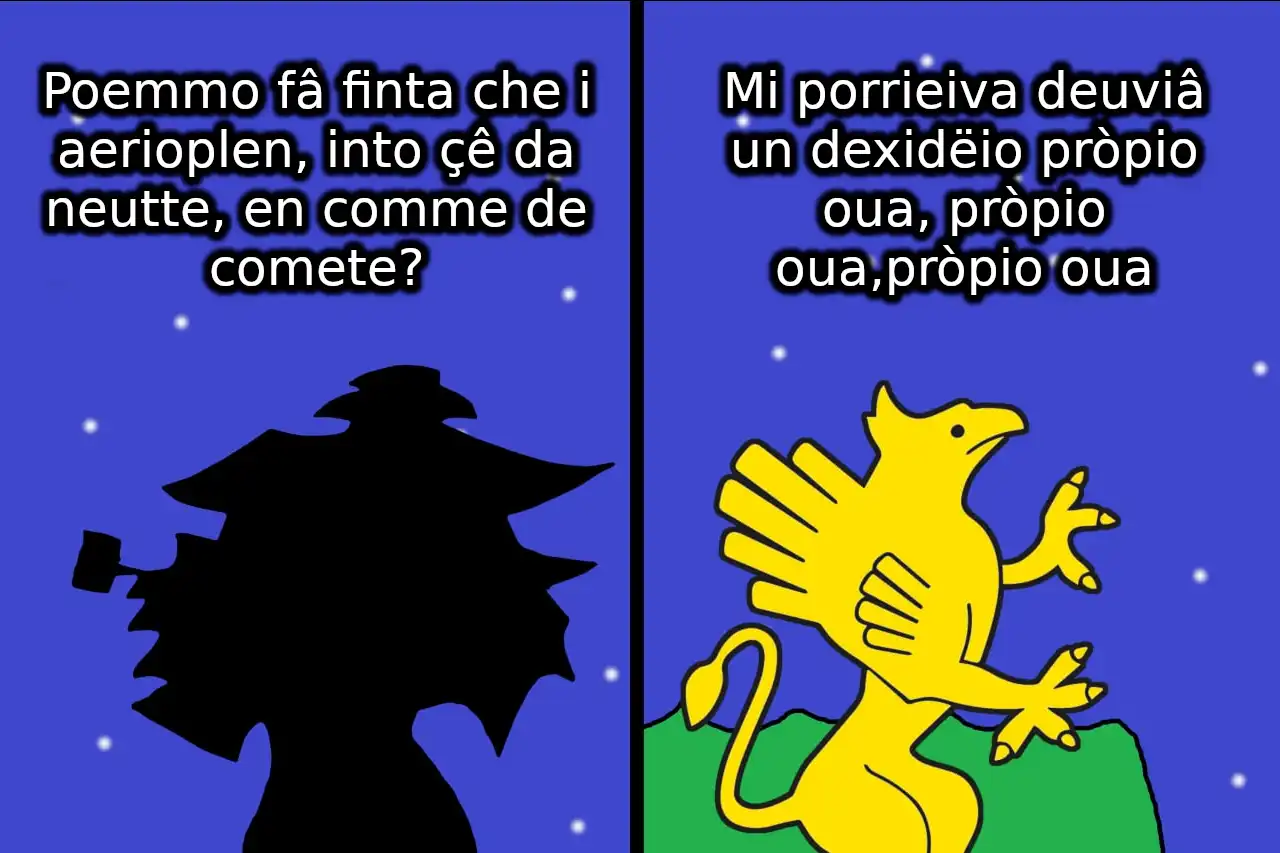 Poemmo fâ finta che i
aerioplen, into çê da
neutte, en comme de
comete?
Mi porrieiva deuviâ
un dexidëio pròpio
oua, pròpio
oua,pròpio oua